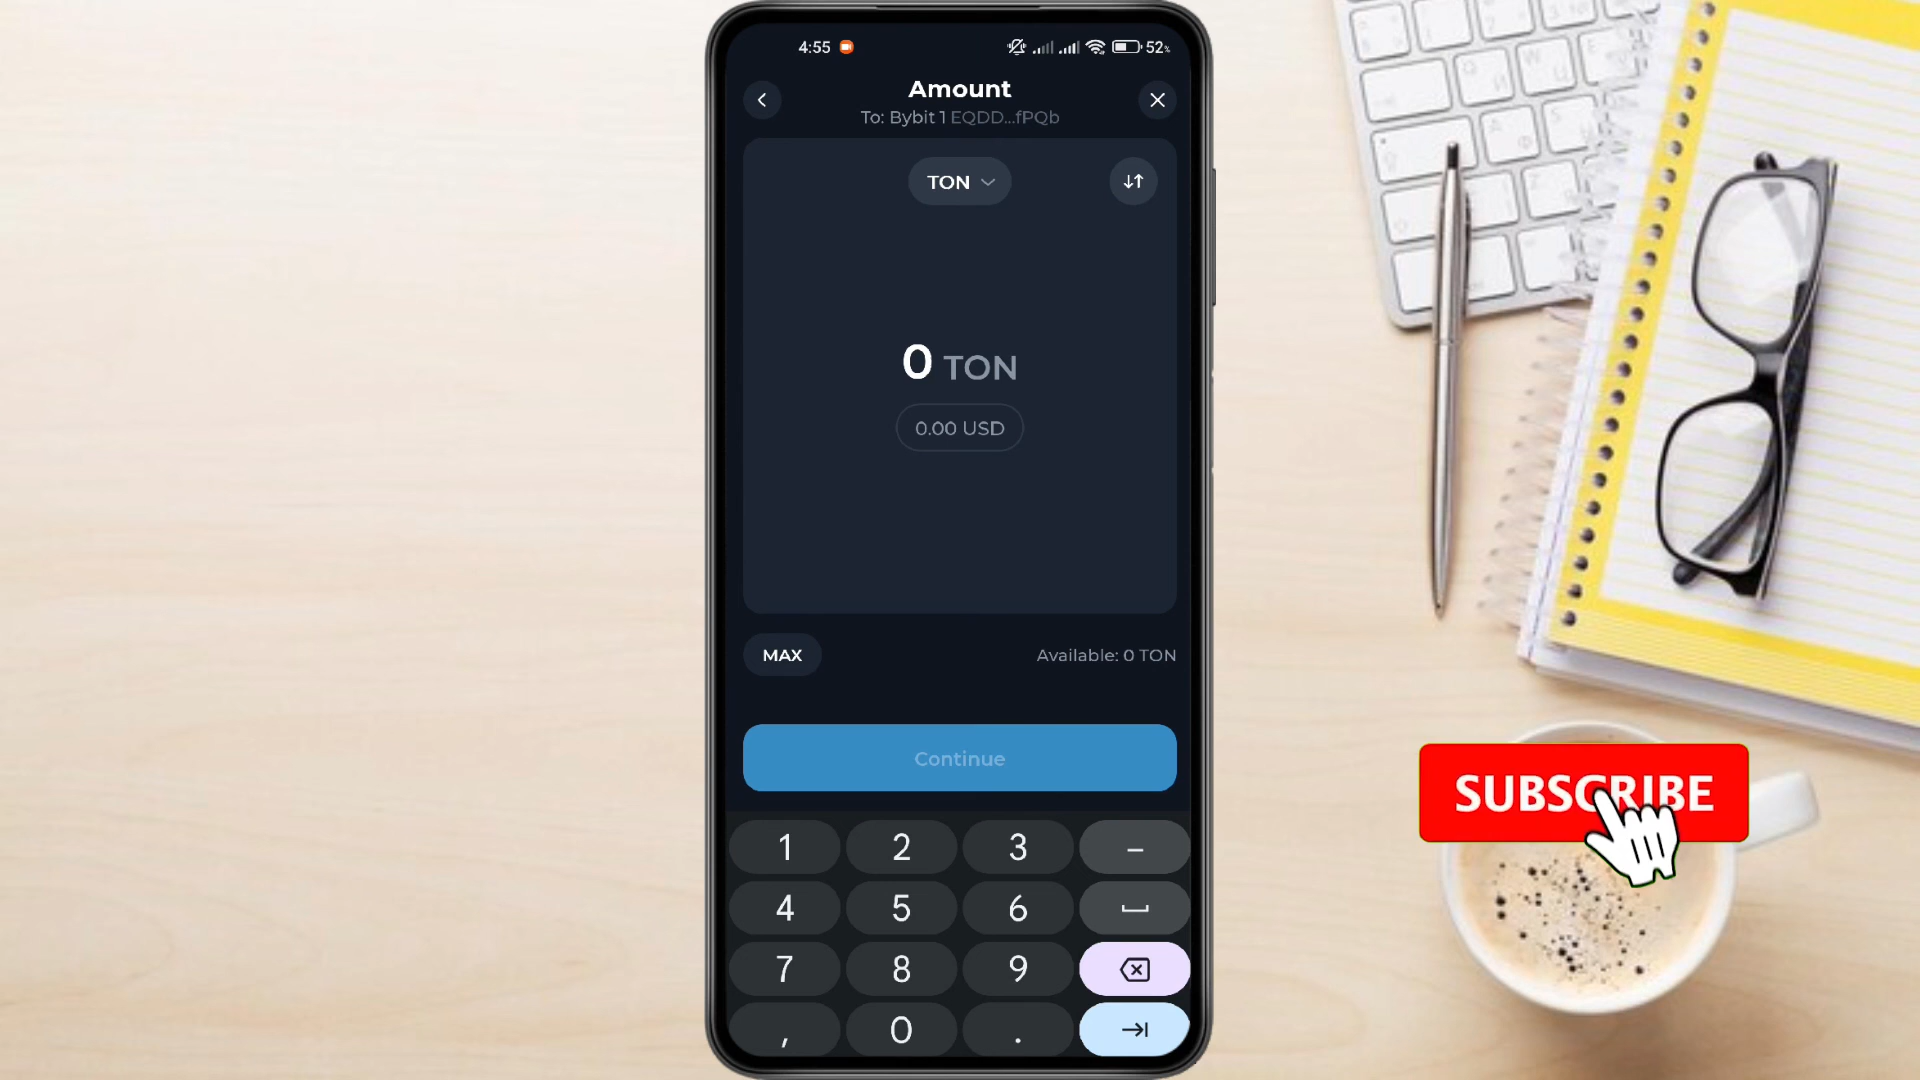 4:55
52%
Amount
To: Bybit 1 EQDD...fPQb
TON
0 TON
0.00 USD
MAX
Available: 0 TON
Continue
1 2 3 –
4 5 6
7 8 9
, 0 .
SUBSCRIBE